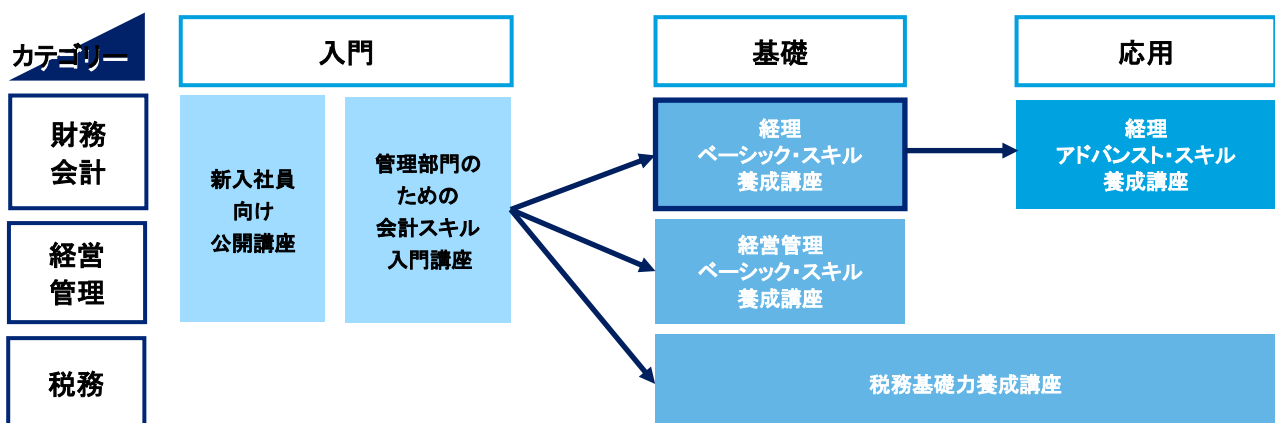 カテゴリー
入門
基礎
応用
財務
会計
経営
管理
税務
新入社員
向け
公開講座
管理部門の
ための
会計スキル
入門講座
経理
ベーシック・スキル
養成講座
経理
アドバンスト・スキル
養成講座
経営管理
ベーシック・スキル
養成講座
税務基礎力養成講座